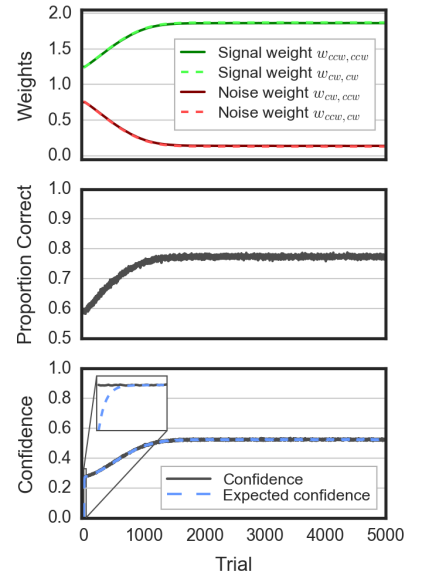 2.0
1.5
1.0
0.5
0.0
Weights
Signal weight w_{ccw,ccw}
Signal weight w_{cw,cw}
Noise weight w_{cw,ccw}
Noise weight w_{ccw,cw}
1.0
0.9
0.8
0.7
0.6
0.5
Proportion Correct
1.0
0.8
0.6
0.4
0.2
0.0
Confidence
Confidence
Expected confidence
0 1000 2000 3000 4000 5000
Trial